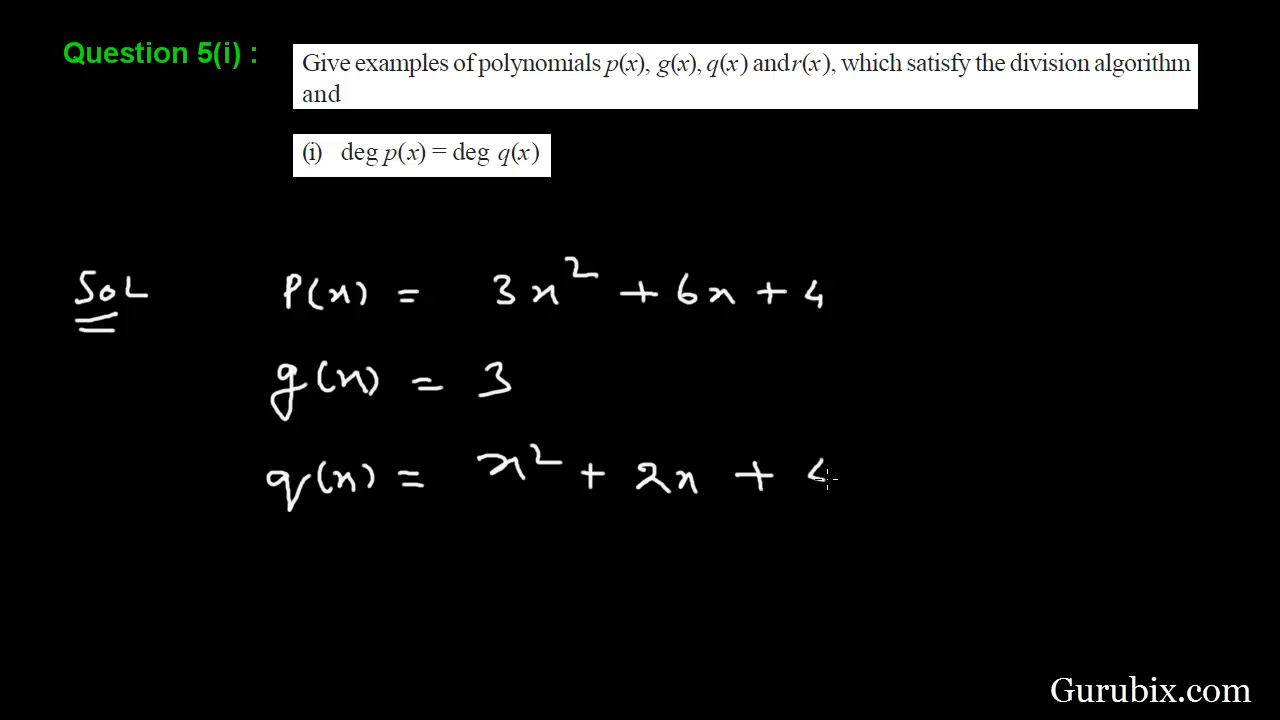 Question 5(i) :
Give examples of polynomials p(x), g(x), q(x) and r(x), which satisfy the division algorithm
and
(i) deg p(x) = deg q(x)
SOL P(x) = 3x² + 6x + 4
g(x) = 3
q(x) = x² + 2x + 4
Gurubix.com